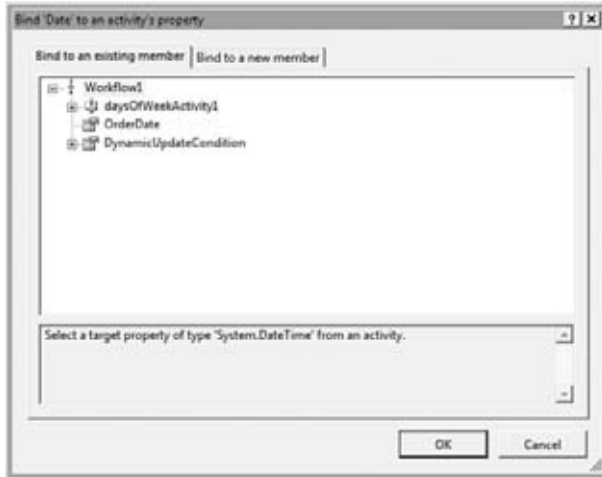 Bind 'Date' to an activity's property
Bind to an existing member Bind to a new member
Workflow1
daysOfWeekActivity1
OrderDate
DynamicUpdateCondition
Select a target property of type 'System.DateTime' from an activity.
OK Cancel